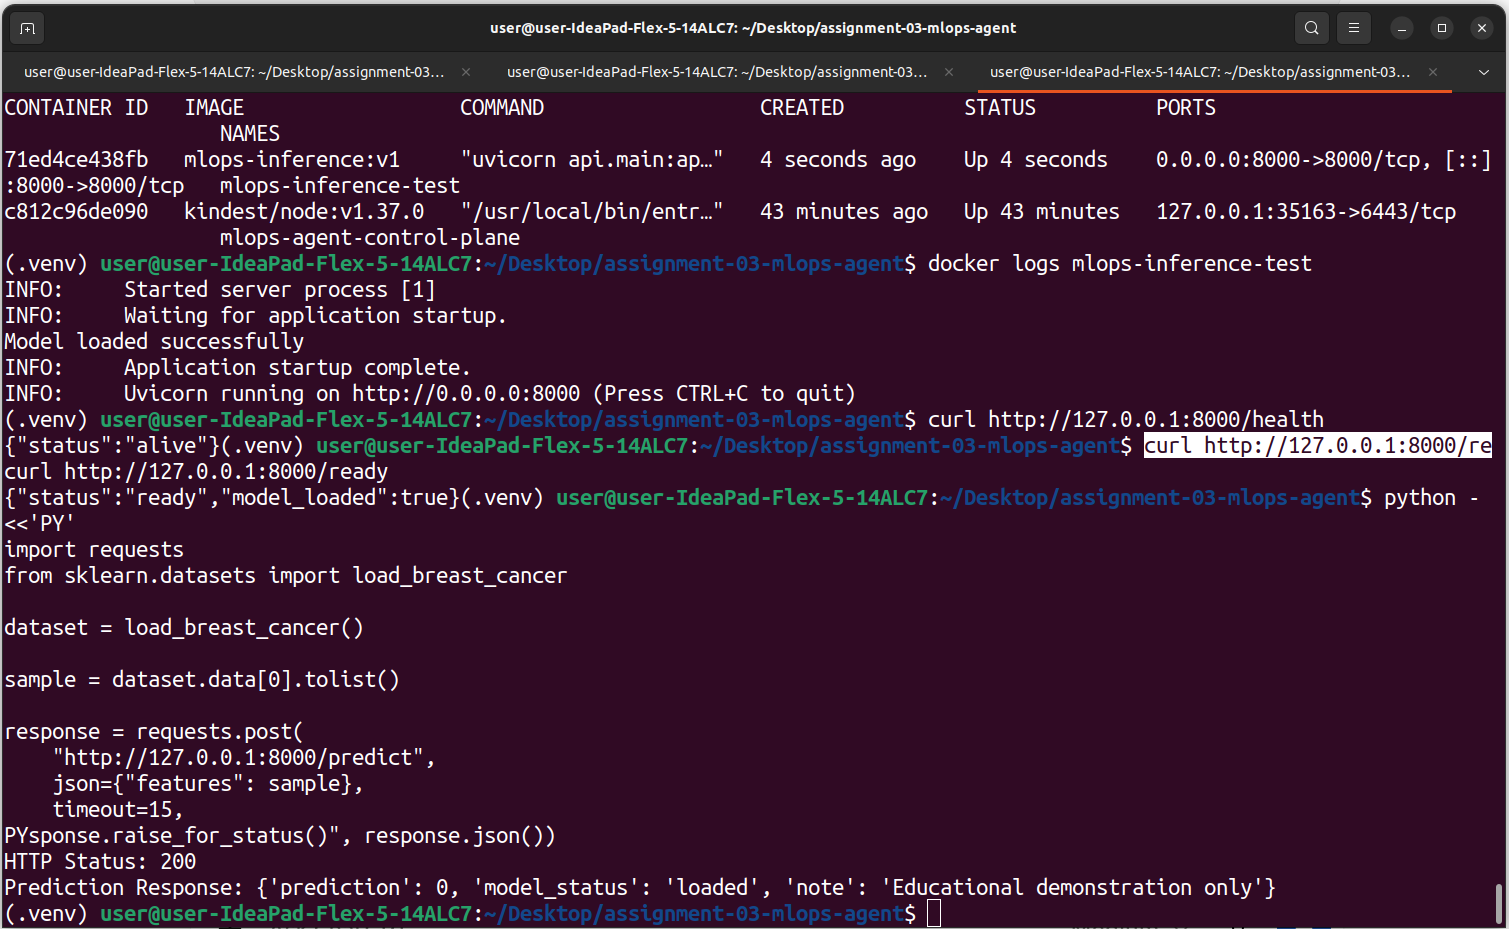 user@user-IdeaPad-Flex-5-14ALC7: ~/Desktop/assignment-03-mlops-agent
user@user-IdeaPad-Flex-5-14ALC7: ~/Desktop/assignment-03... user@user-IdeaPad-Flex-5-14ALC7: ~/Desktop/assignment-03... user@user-IdeaPad-Flex-5-14ALC7: ~/Desktop/assignment-03...
CONTAINER ID   IMAGE                  COMMAND                  CREATED          STATUS          PORTS
                  NAMES
71ed4ce438fb   mlops-inference:v1     "uvicorn api.main:ap…"   4 seconds ago    Up 4 seconds    0.0.0.0:8000->8000/tcp, [::]
:8000->8000/tcp   mlops-inference-test
c812c96de090   kindest/node:v1.37.0   "/usr/local/bin/entr…"   43 minutes ago   Up 43 minutes   127.0.0.1:35163->6443/tcp
                  mlops-agent-control-plane
(.venv) user@user-IdeaPad-Flex-5-14ALC7:~/Desktop/assignment-03-mlops-agent$ docker logs mlops-inference-test
INFO:     Started server process [1]
INFO:     Waiting for application startup.
Model loaded successfully
INFO:     Application startup complete.
INFO:     Uvicorn running on http://0.0.0.0:8000 (Press CTRL+C to quit)
(.venv) user@user-IdeaPad-Flex-5-14ALC7:~/Desktop/assignment-03-mlops-agent$ curl http://127.0.0.1:8000/health
{"status":"alive"}(.venv) user@user-IdeaPad-Flex-5-14ALC7:~/Desktop/assignment-03-mlops-agent$ curl http://127.0.0.1:8000/re
curl http://127.0.0.1:8000/ready
{"status":"ready","model_loaded":true}(.venv) user@user-IdeaPad-Flex-5-14ALC7:~/Desktop/assignment-03-mlops-agent$ python -
<<'PY'
import requests
from sklearn.datasets import load_breast_cancer

dataset = load_breast_cancer()

sample = dataset.data[0].tolist()

response = requests.post(
    "http://127.0.0.1:8000/predict",
    json={"features": sample},
    timeout=15,
PYsponse.raise_for_status()", response.json())
HTTP Status: 200
Prediction Response: {'prediction': 0, 'model_status': 'loaded', 'note': 'Educational demonstration only'}
(.venv) user@user-IdeaPad-Flex-5-14ALC7:~/Desktop/assignment-03-mlops-agent$